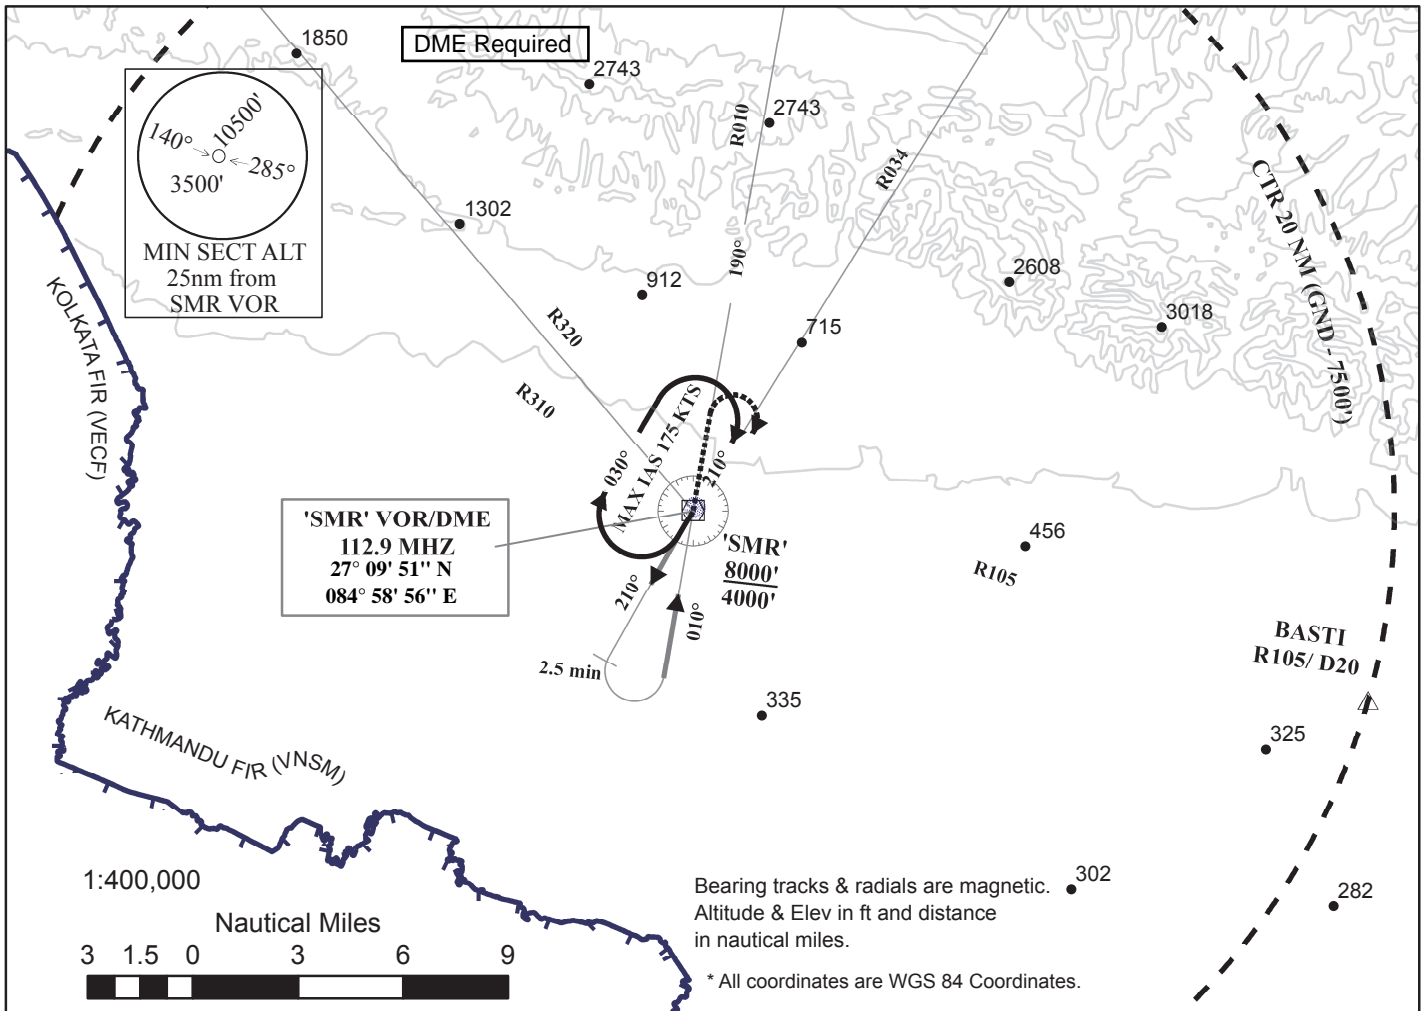 1850
DME Required
2743
2743
10500'
140°
285°
3500'
MIN SECT ALT
25nm from
SMR VOR
R010
R034
CTR 20 NM (GND - 7500')
1302
190°
912
2608
3018
715
KOLKATA FIR (VECF)
R320
R310
MAX IAS 175 KTS
030°
210°
'SMR' VOR/DME
112.9 MHZ
27° 09' 51'' N
084° 58' 56'' E
'SMR'
8000'
4000'
456
R105
210°
010°
BASTI
R105/ D20
2.5 min
335
325
KATHMANDU FIR (VNSM)
1:400,000
Nautical Miles
3 1.5 0 3 6 9
Bearing tracks & radials are magnetic.
Altitude & Elev in ft and distance
in nautical miles.
302
282
* All coordinates are WGS 84 Coordinates.